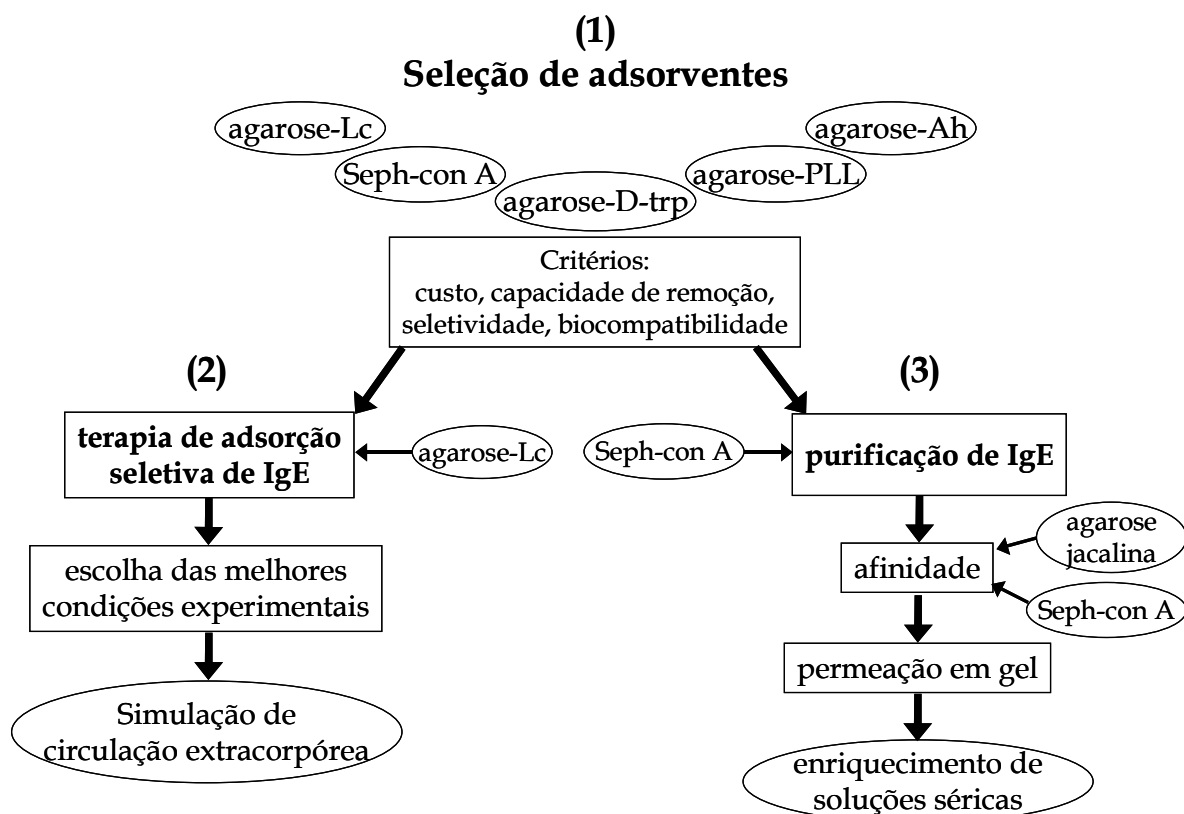 (1)
Seleção de adsorventes
agarose-Lc
agarose-Ah
Seph-con A
agarose-PLL
agarose-D-trp
Critérios:
custo, capacidade de remoção,
seletividade, biocompatibilidade
(2)
(3)
terapia de adsorção
seletiva de IgE
agarose-Lc
Seph-con A
purificação de IgE
escolha das melhores
condições experimentais
afinidade
agarose
jacalina
Seph-con A
permeação em gel
Simulação de
circulação extracorpórea
enriquecimento de
soluções séricas